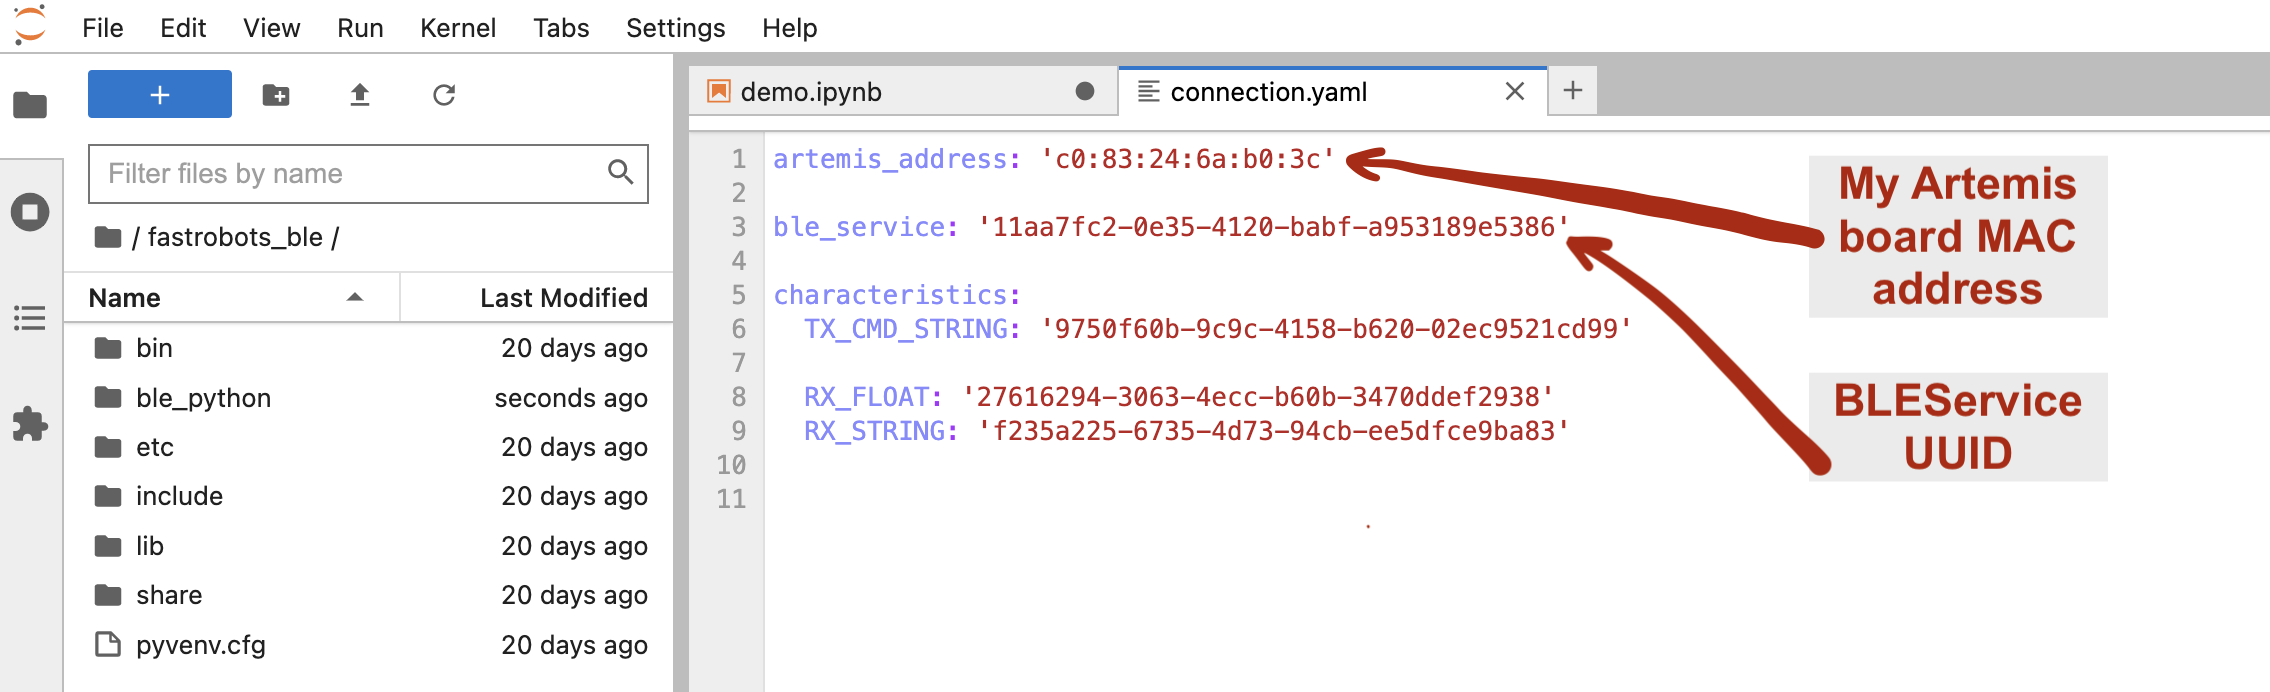 File Edit View Run Kernel Tabs Settings Help
demo.ipynb connection.yaml
Filter files by name
/ fastrobots_ble /
Name Last Modified
bin 20 days ago
ble_python seconds ago
etc 20 days ago
include 20 days ago
lib 20 days ago
share 20 days ago
pyvenv.cfg 20 days ago
1 artemis_address: 'c0:83:24:6a:b0:3c'
2
3 ble_service: '11aa7fc2-0e35-4120-babf-a953189e5386'
4
5 characteristics:
6 TX_CMD_STRING: '9750f60b-9c9c-4158-b620-02ec9521cd99'
7
8 RX_FLOAT: '27616294-3063-4ecc-b60b-3470ddef2938'
9 RX_STRING: 'f235a225-6735-4d73-94cb-ee5dfce9ba83'
10
11
My Artemis
board MAC
address
BLEService
UUID